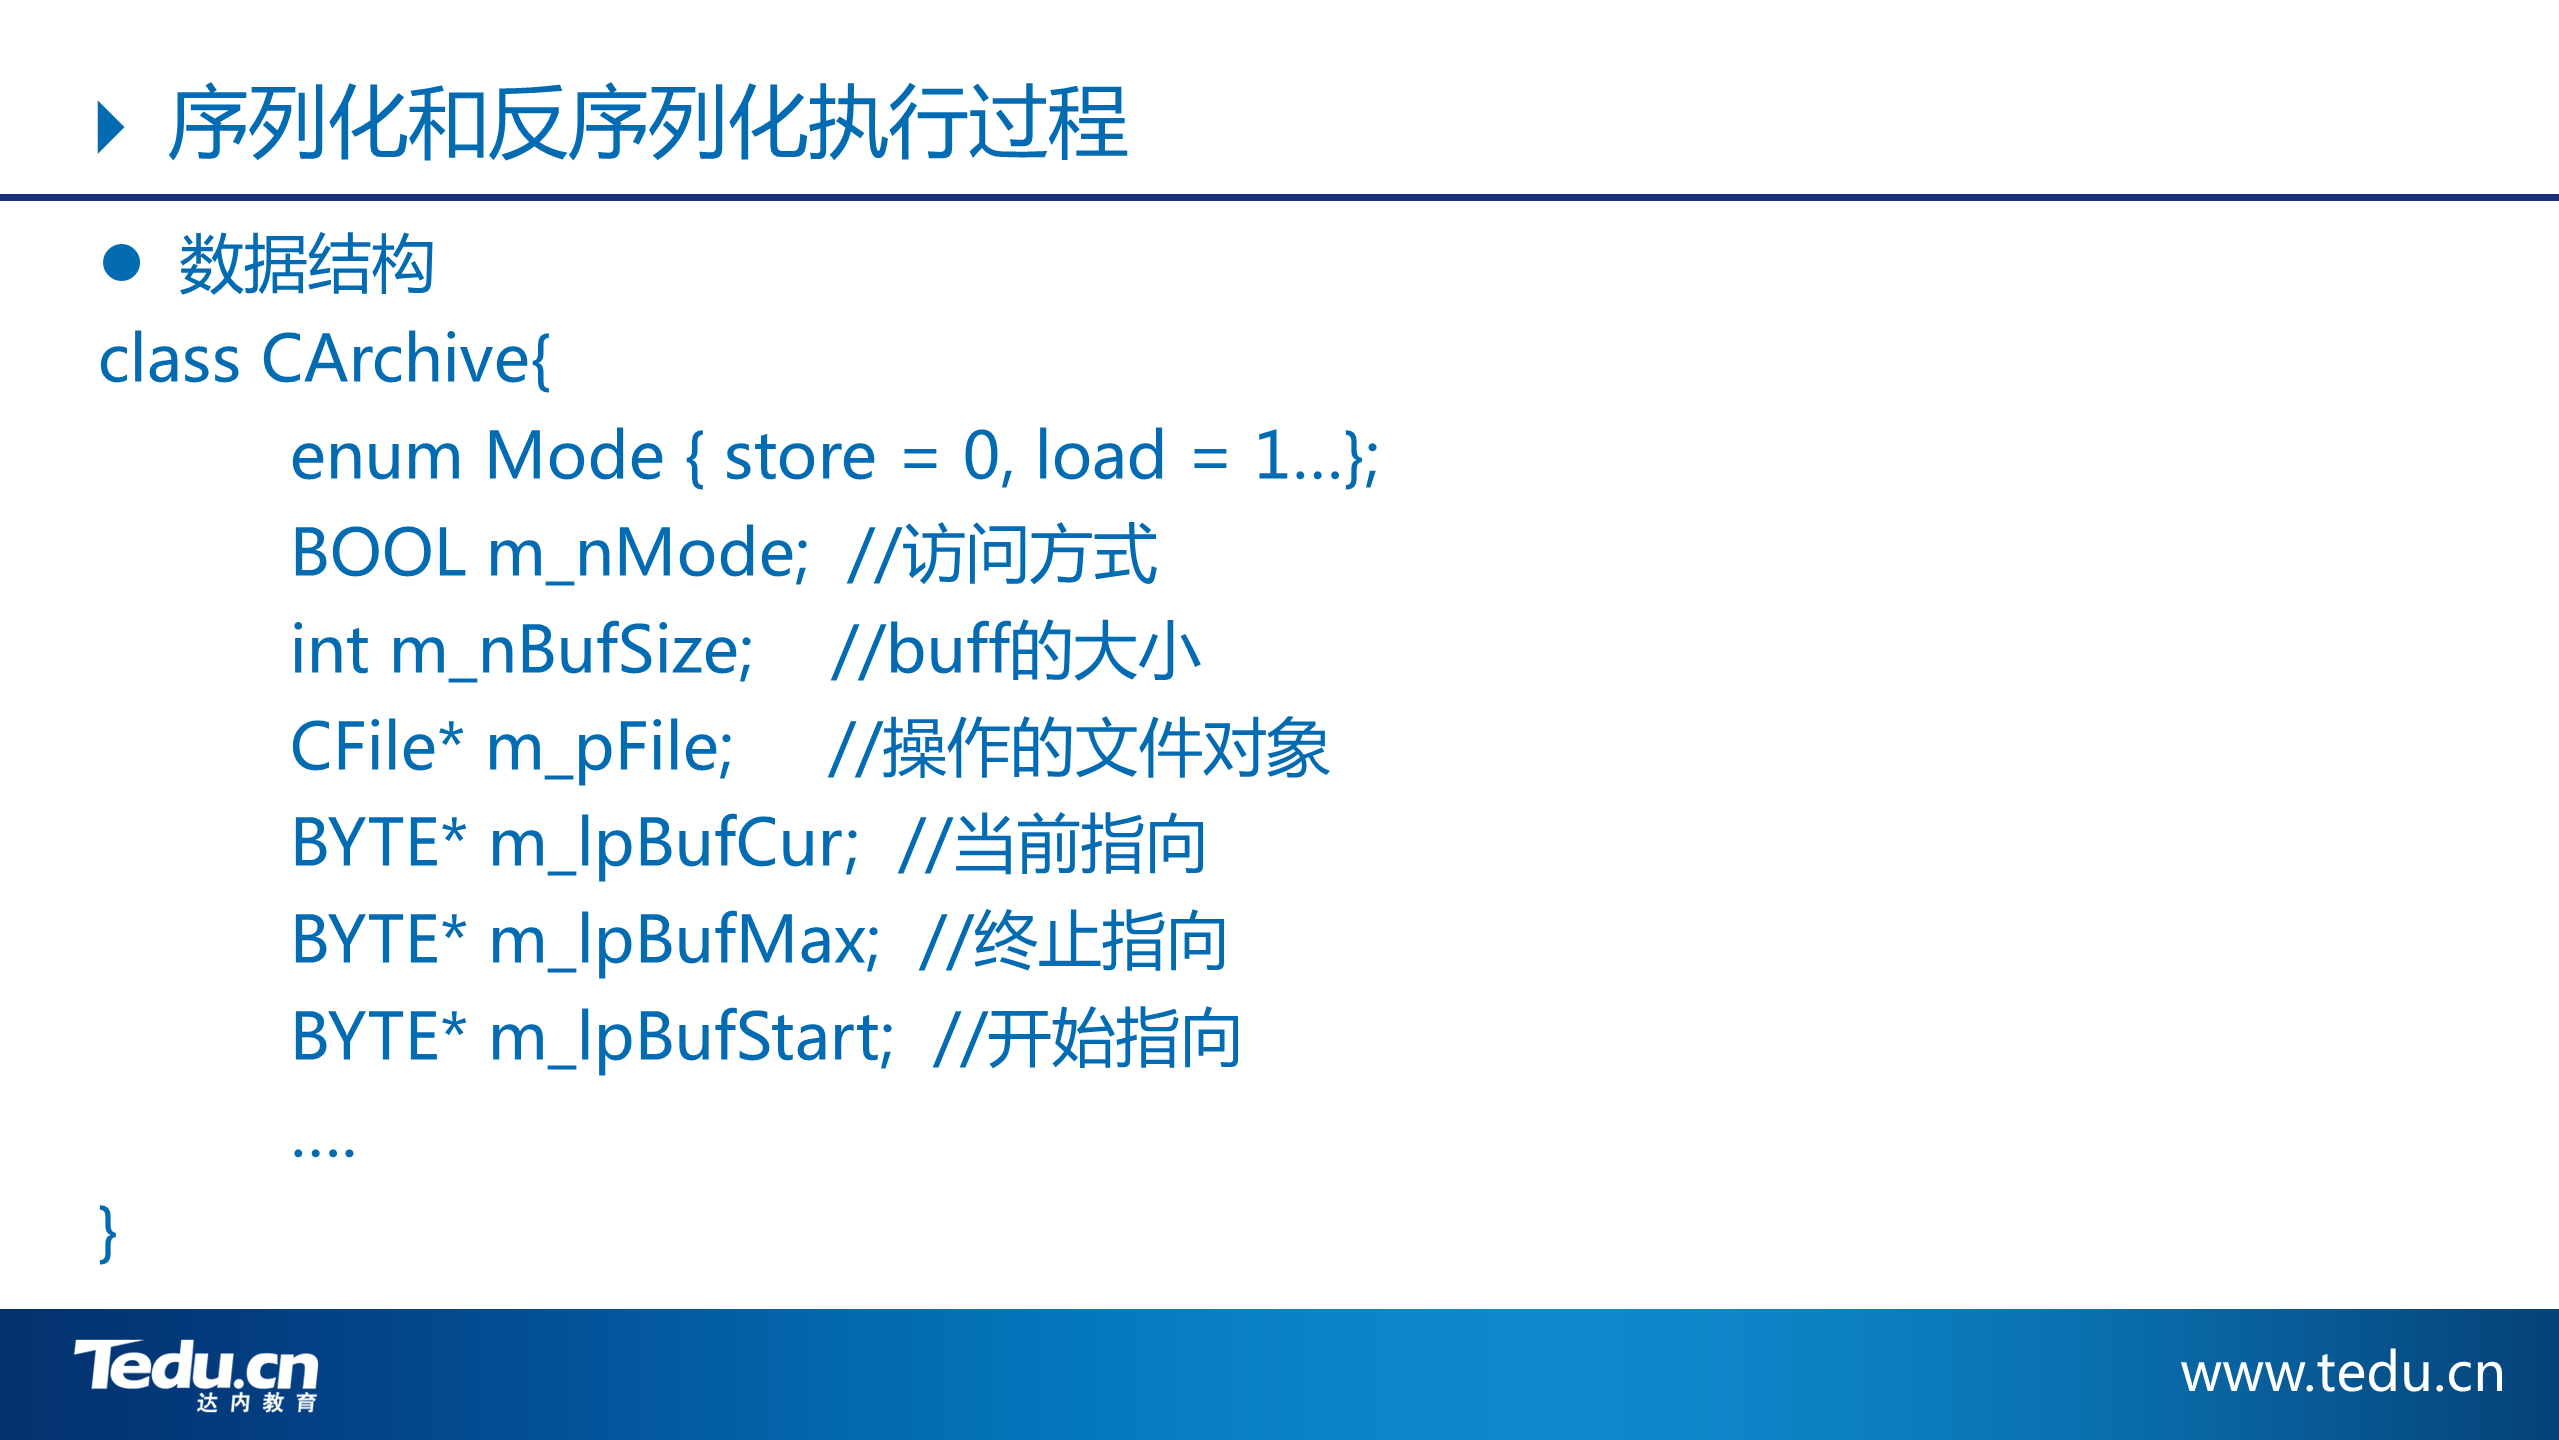 序列化和反序列化执行过程
数据结构
class CArchive{
enum Mode { store = 0, load = 1...};
BOOL m_nMode; //访问方式
int m_nBufSize; //buff的大小
CFile* m_pFile; //操作的文件对象
BYTE* m_lpBufCur; //当前指向
BYTE* m_lpBufMax; //终止指向
BYTE* m_lpBufStart; //开始指向
....
}
Tedu.cn
达内教育
www.tedu.cn